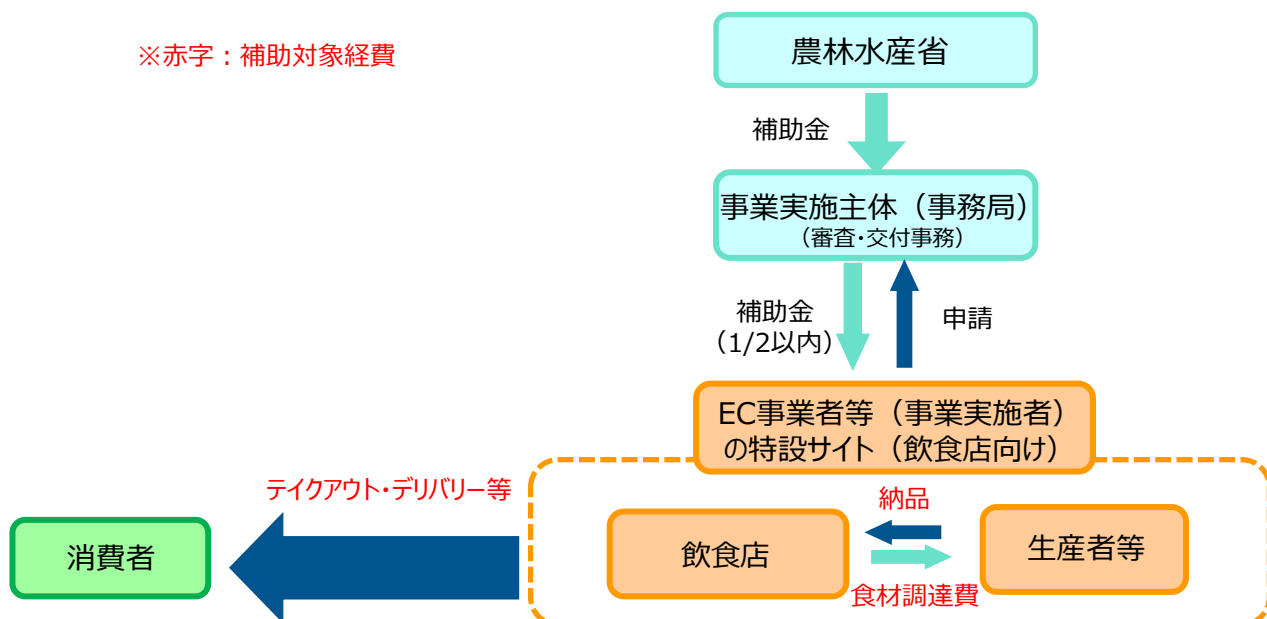 ※赤字：補助対象経費
農林水産省
補助金
事業実施主体（事務局）
（審査・交付事務）
補助金
（1/2以内）
申請
EC事業者等（事業実施者）
の特設サイト（飲食店向け）
テイクアウト・デリバリー等
納品
消費者
飲食店
生産者等
食材調達費